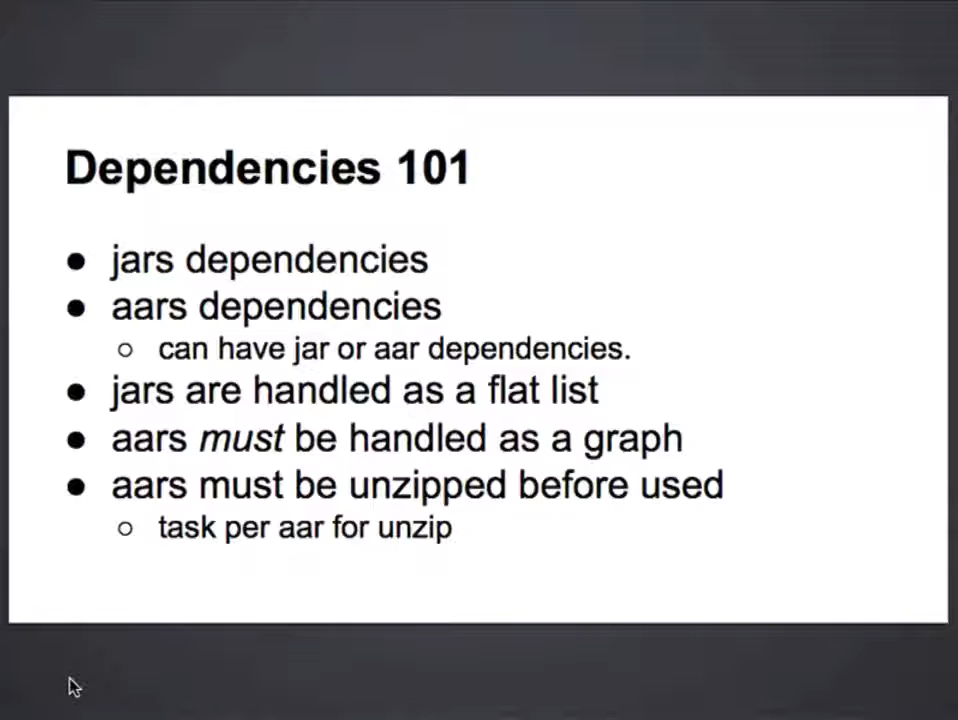 Dependencies 101
● jars dependencies
● aars dependencies
○ can have jar or aar dependencies.
● jars are handled as a flat list
● aars must be handled as a graph
● aars must be unzipped before used
○ task per aar for unzip